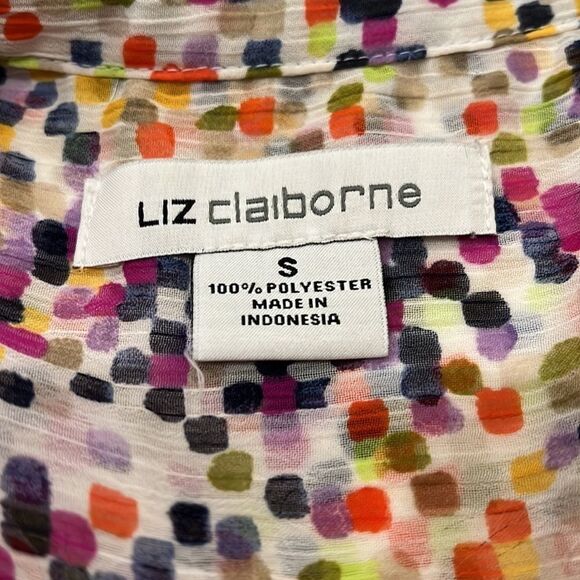 LIZ claiborne
S
100% POLYESTER
MADE IN
INDONESIA